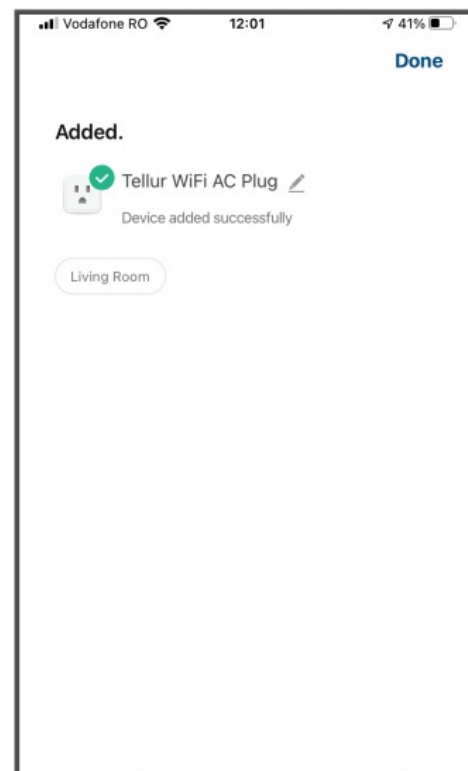 Vodafone RO 12:01 41%
Done
Added.
Tellur WiFi AC Plug
Device added successfully
Living Room